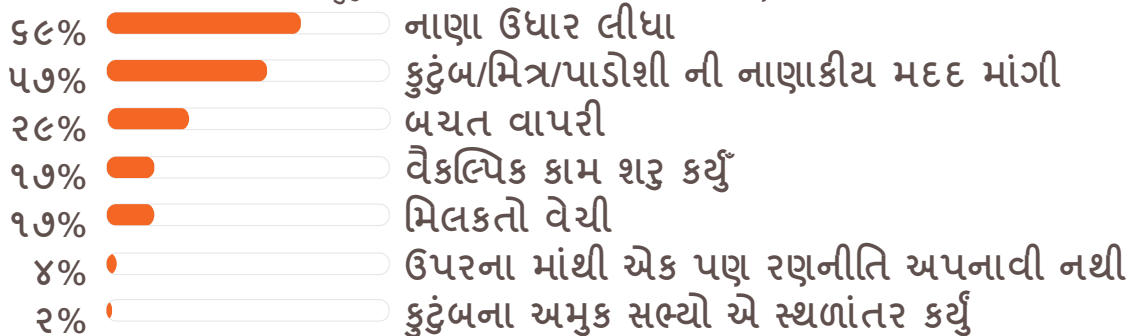 ૬૯% નાણા ઉધાર લીધા
૫૭% કુટુંબ/મિત્ર/પાડોશી ની નાણાકીય મદદ માંગી
૨૯% બચત વાપરી
૧૭% વૈકલ્પિક કામ શરુ કર્યુઁ
૧૭% મિલકતો વેચી
૪% ઉપરના માંથી એક પણ રણનીતિ અપનાવી નથી
૨% કુટુંબના અમુક સભ્યો એ સ્થળાંતર કર્યું